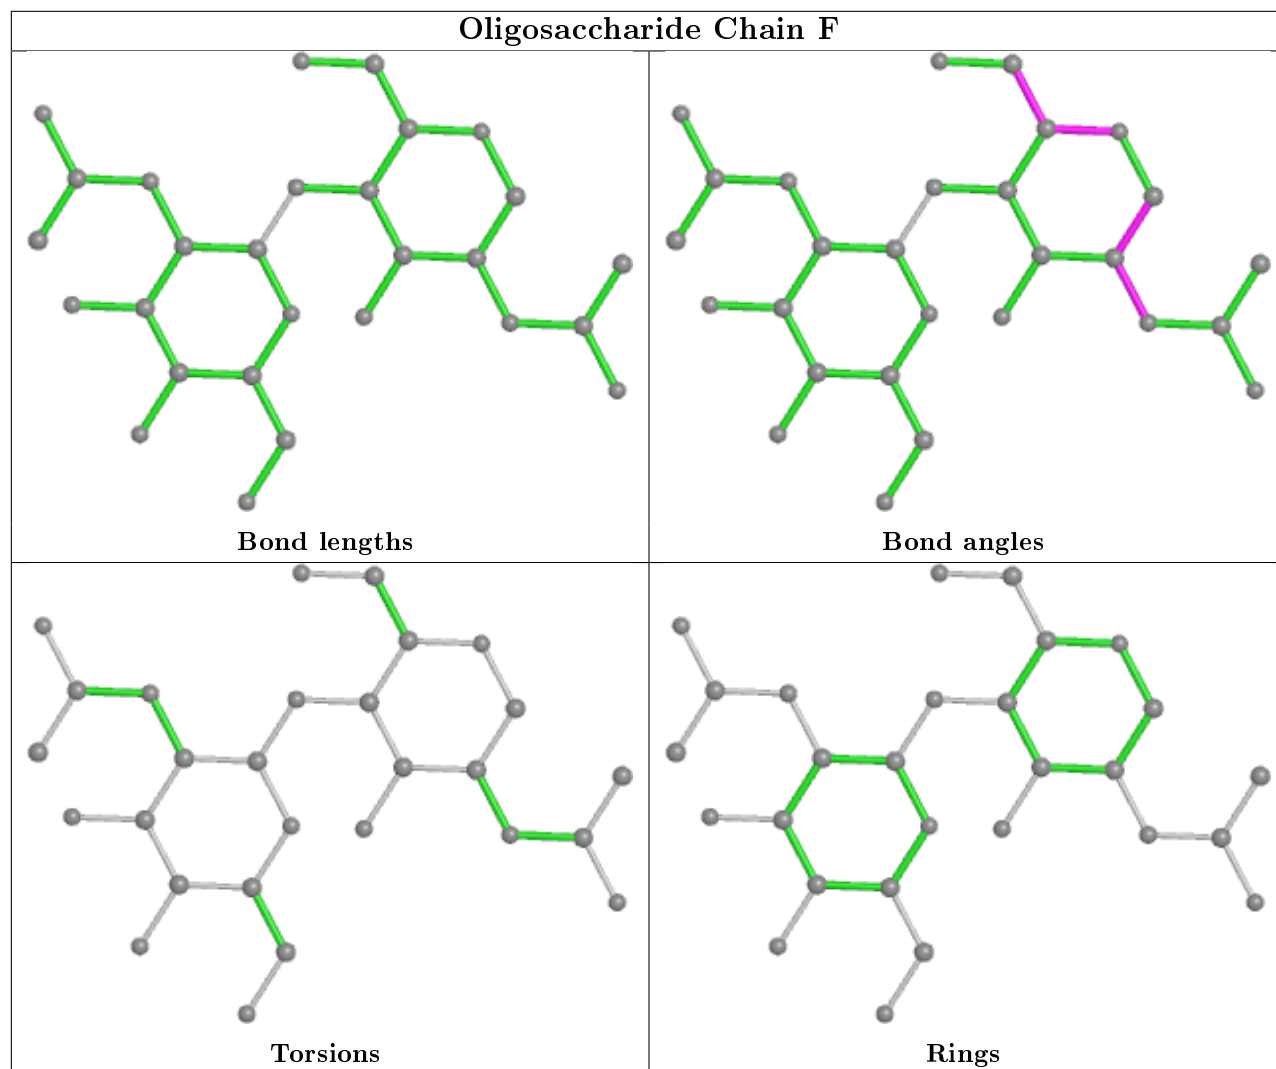 Oligosaccharide Chain F
Bond lengths
Bond angles
Torsions
Rings